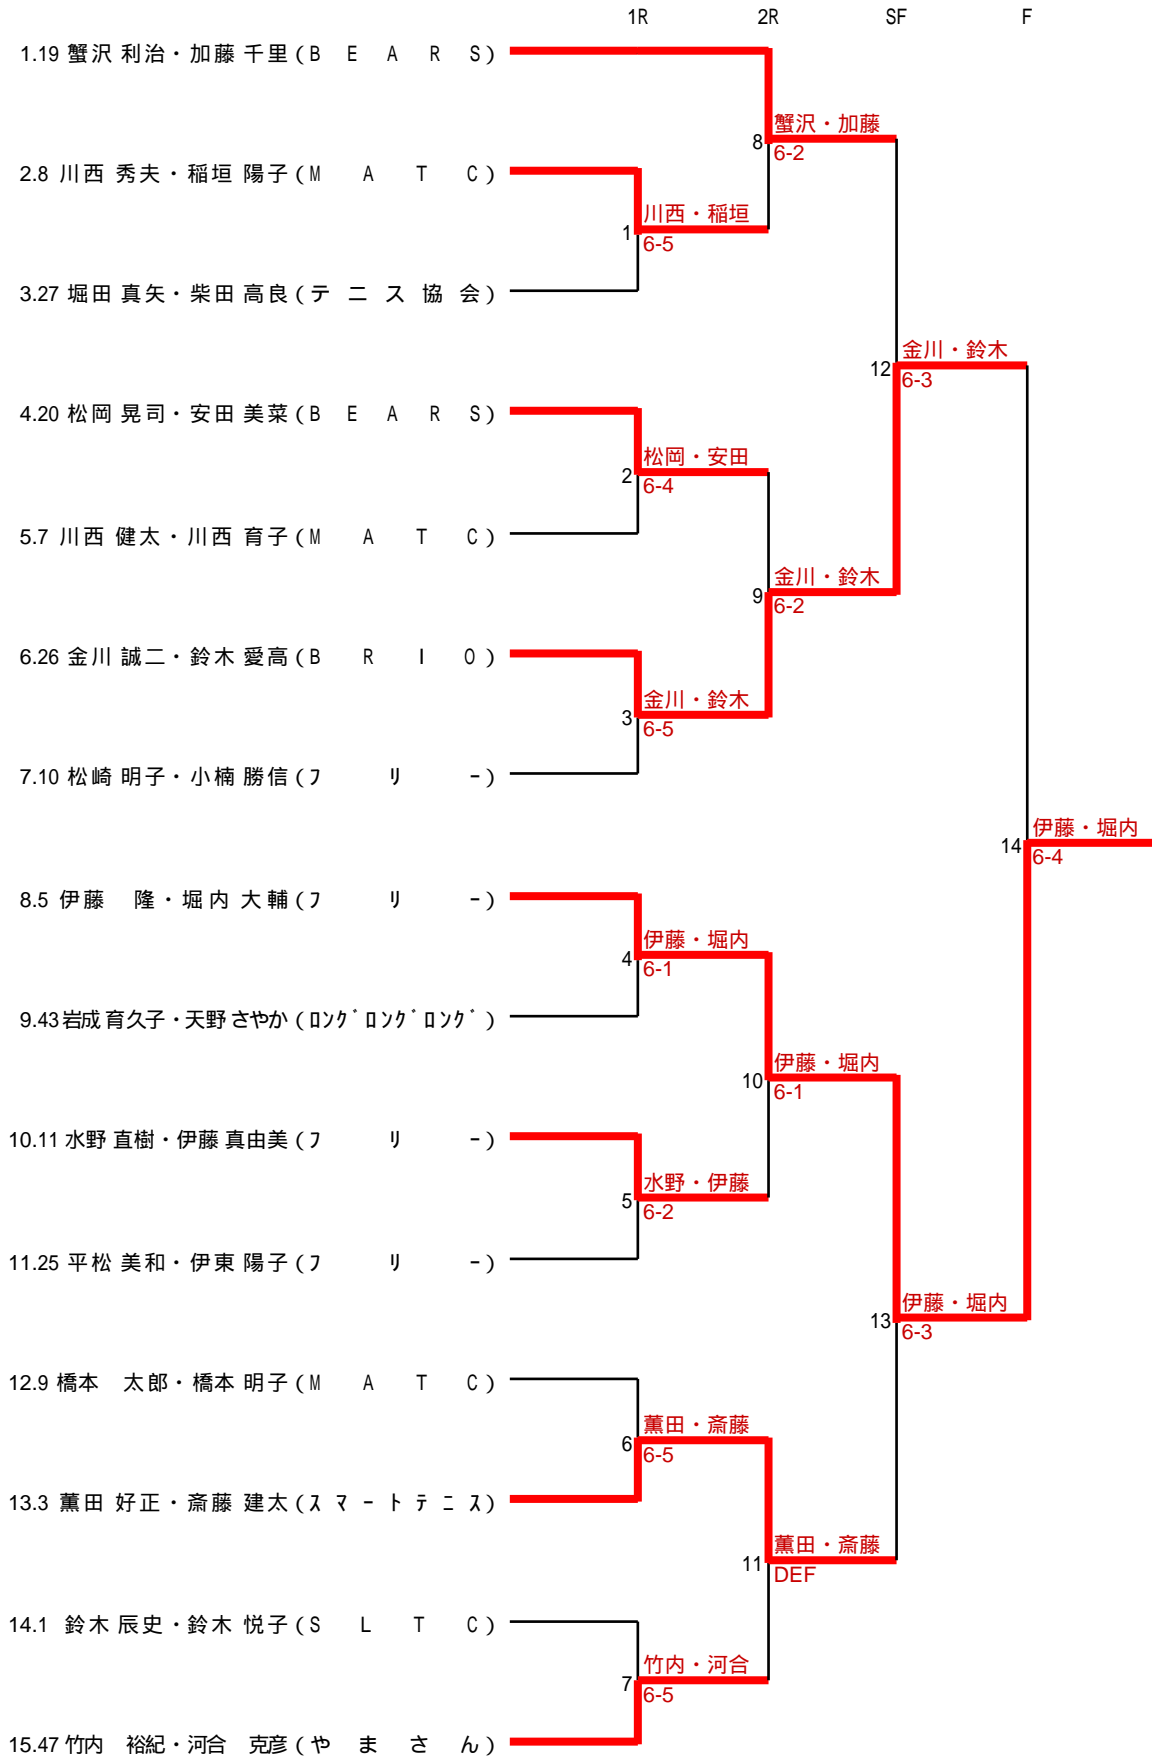 1R 2R SF F
1.19 蟹沢 利治・加藤 千里(B E A R S)
蟹沢・加藤
8
6-2
2.8 川西 秀夫・稲垣 陽子(M A T C)
川西・稲垣
1
6-5
3.27 堀田 真矢・柴田 高良(テ ニ ス 協 会)
金川・鈴木
12
6-3
4.20 松岡 晃司・安田 美菜(B E A R S)
松岡・安田
2
6-4
5.7 川西 健太・川西 育子(M A T C)
金川・鈴木
9
6-2
6.26 金川 誠二・鈴木 愛高(B R I O)
金川・鈴木
3
6-5
7.10 松崎 明子・小楠 勝信(フ リ ー)
伊藤・堀内
14
6-4
8.5 伊藤 隆・堀内 大輔(フ リ ー)
伊藤・堀内
4
6-1
9.43 岩成 育久子・天野 さやか(ロングロングロング)
伊藤・堀内
10
6-1
10.11 水野 直樹・伊藤 真由美(フ リ ー)
水野・伊藤
5
6-2
11.25 平松 美和・伊東 陽子(フ リ ー)
伊藤・堀内
13
6-3
12.9 橋本 太郎・橋本 明子(M A T C)
薫田・斎藤
6
6-5
13.3 薫田 好正・斎藤 建太(ス マ ー ト テ ニ ス)
薫田・斎藤
11
DEF
14.1 鈴木 辰史・鈴木 悦子(S L T C)
竹内・河合
7
6-5
15.47 竹内 裕紀・河合 克彦(や ま さ ん)